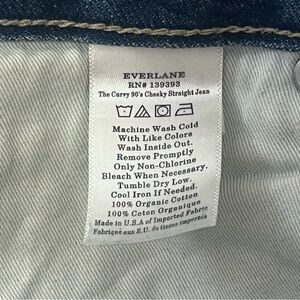 EVERLANE
RN# 139393
The Curvy 90's Cheeky Straight Jean
Machine Wash Cold
With Like Colors
Wash Inside Out.
Remove Promptly
Only Non-Chlorine
Bleach When Necessary.
Tumble Dry Low.
Cool Iron If Needed.
100% Organic Cotton
100% Coton Organique
Made in U.S.A of Imported Fabric
Fabriqué aux E.U. de tissus importés